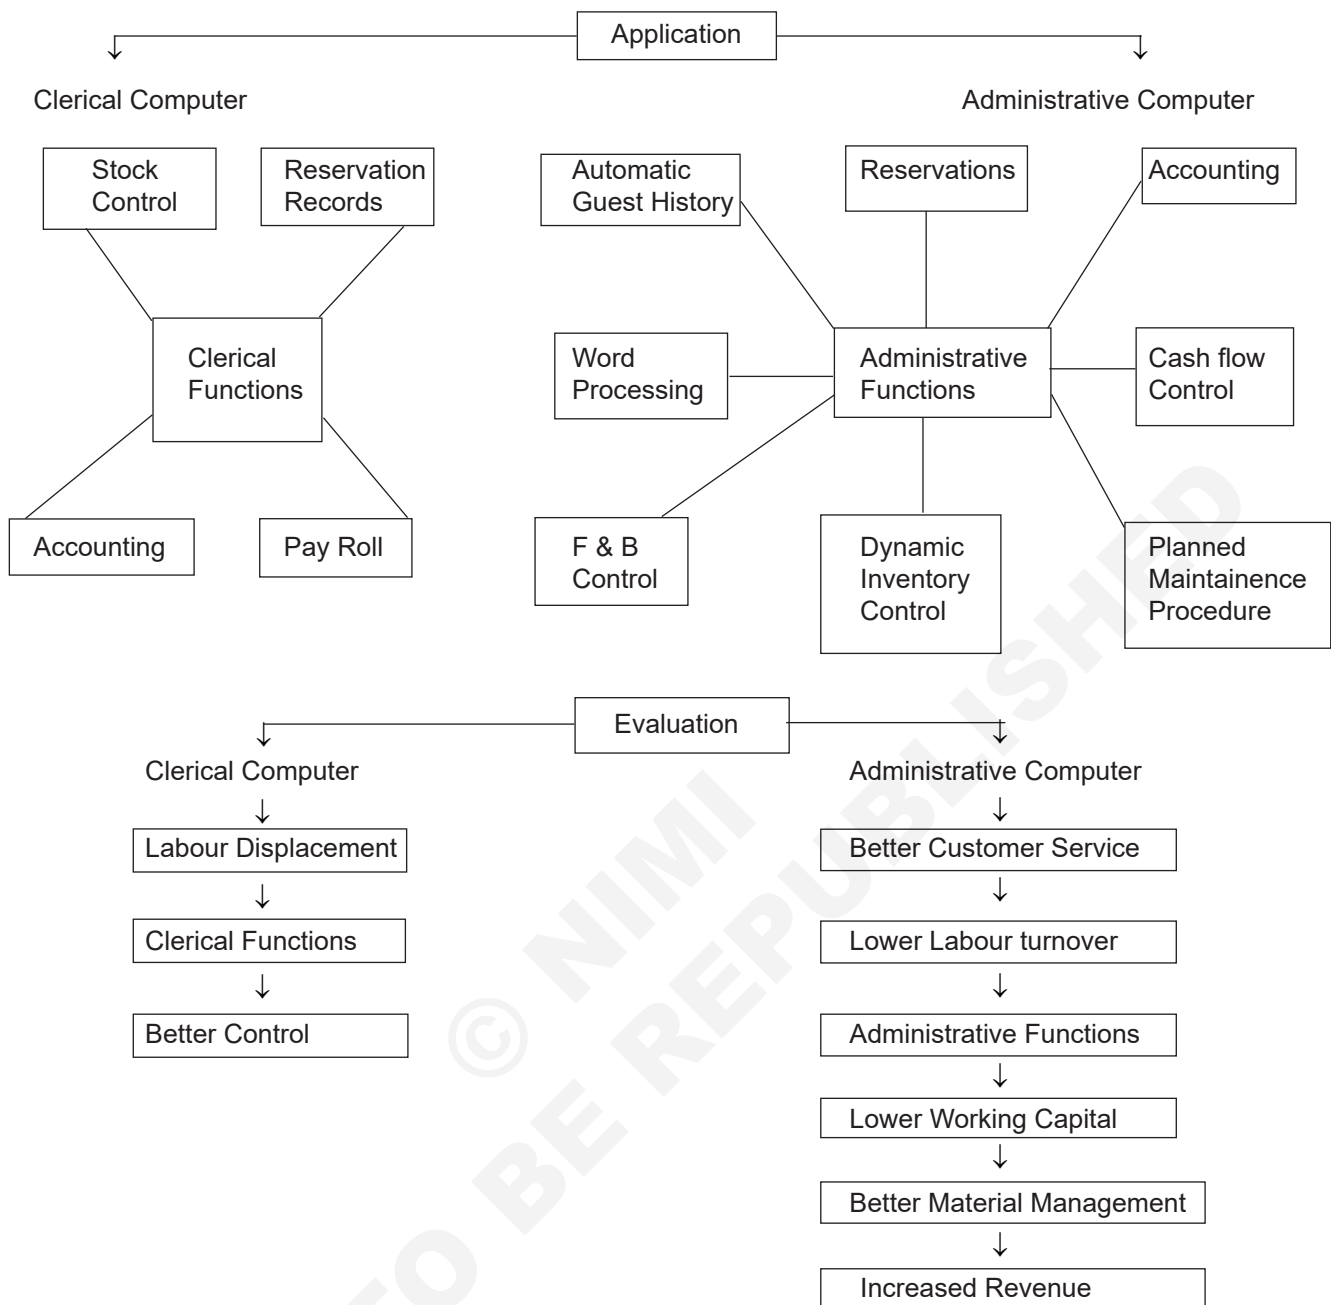 Application
Clerical Computer
Administrative Computer
Stock
Control
Reservation
Records
Automatic
Guest History
Reservations
Accounting
Clerical
Functions
Word
Processing
Administrative
Functions
Cash flow
Control
Accounting
Pay Roll
F & B
Control
Dynamic
Inventory
Control
Planned
Maintainence
Procedure
Evaluation
Clerical Computer
Administrative Computer
Labour Displacement
Better Customer Service
Clerical Functions
Lower Labour turnover
Better Control
Administrative Functions
Lower Working Capital
Better Material Management
Increased Revenue
© NIMI
TO BE REPUBLISHED